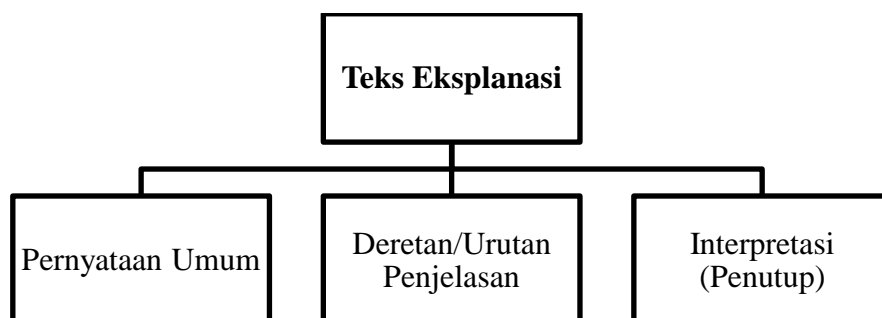 Teks Eksplanasi
Pernyataan Umum
Deretan/Urutan
Penjelasan
Interpretasi
(Penutup)